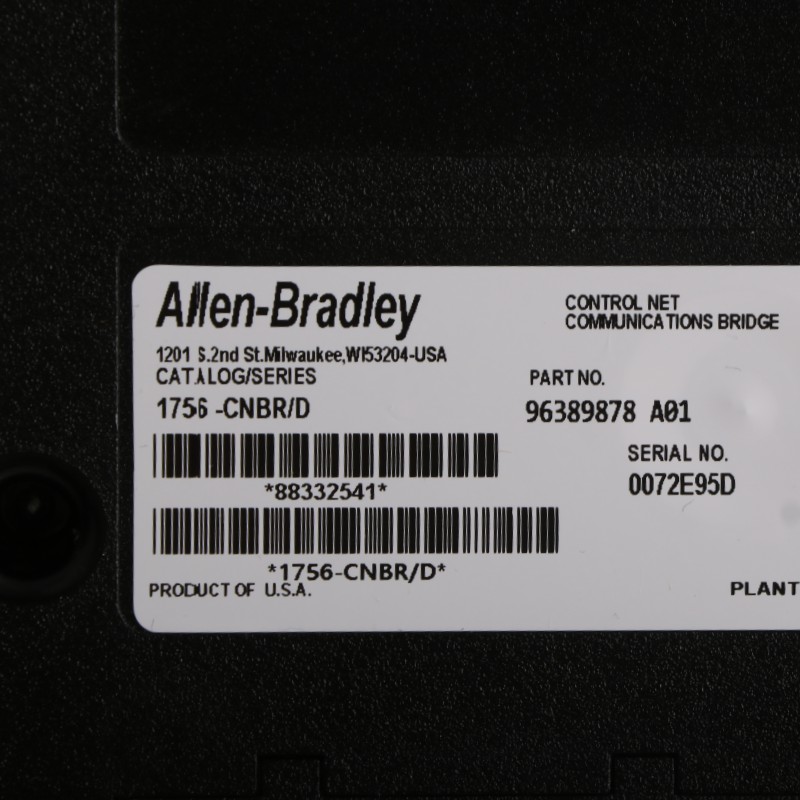 Allen-Bradley
1201 S.2nd St.Milwaukee,WI53204-USA
CONTROL NET
COMMUNICATIONS BRIDGE
CATALOG/SERIES
PART NO.
1756 -CNBR/D
96389878 A01
SERIAL NO.
0072E95D
*88332541*
*1756-CNBR/D*
PRODUCT OF U.S.A.
PLANT